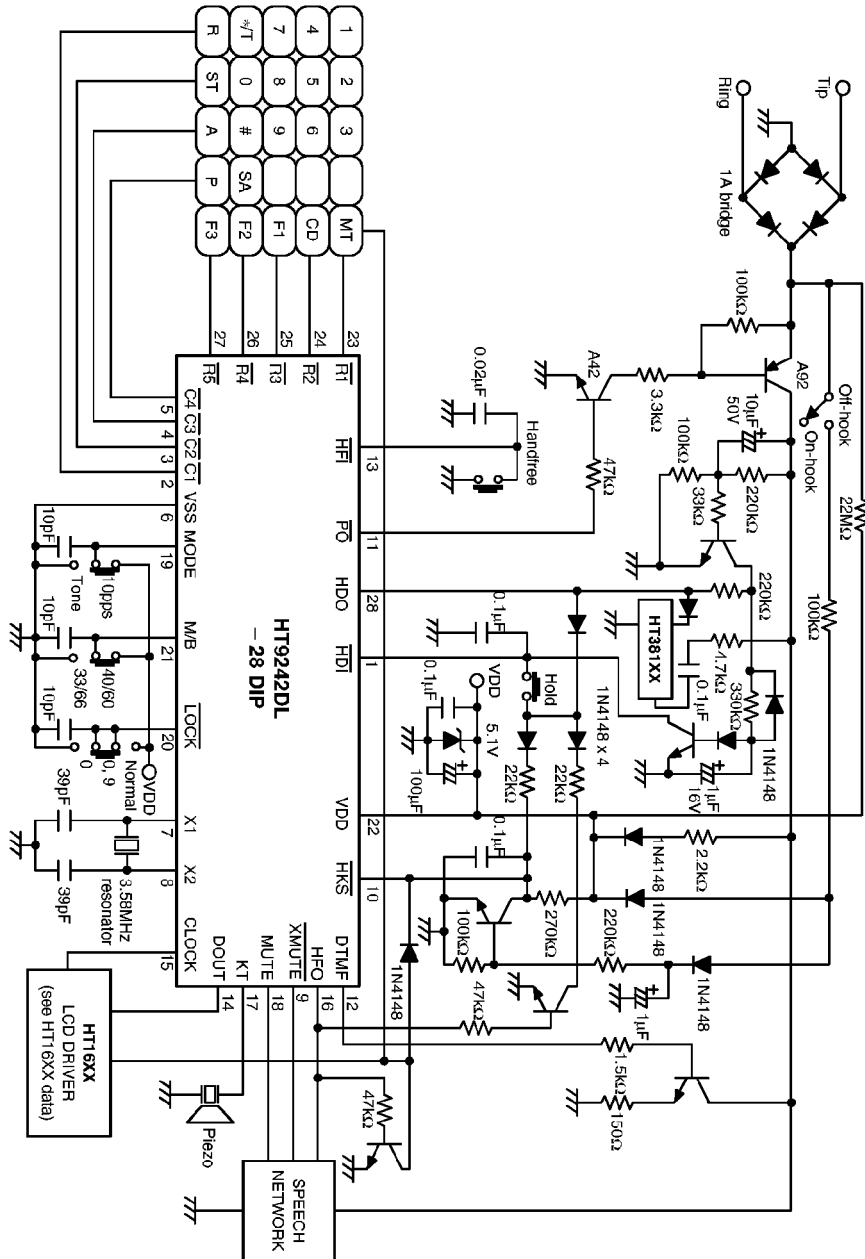 Tip
Ring
1A bridge
100kΩ
A92
Off-hook
On-hook
22MΩ
100kΩ
10µF
50V
3.3kΩ
A42
47kΩ
100kΩ
33kΩ
220kΩ
220kΩ
HT381XX
4.7kΩ
0.1µF
330kΩ
1N4148
1µF
16V
0.02µF
Handfree
0.1µF
Hold
1N4148 x 4
VDD
0.1µF
5.1V
100µF
22kΩ
22kΩ
0.1µF
2.2kΩ
1N4148
1N4148
270kΩ
220kΩ
100kΩ
1µF
1N4148
1N4148
47kΩ
1.5kΩ
150Ω
47kΩ
1 2 3 MT
4 5 6 CD
7 8 9 F1
*/T 0 # SA F2
R ST A P F3
23 24 25 26 27
R1 R2 R3 R4 R5
13 11 28 1 22 10
HFI PO HDO HDI VDD HKS
HT9242DL
– 28 DIP
C4 C3 C2 C1 VSS MODE M/B LOCK X1 X2 CLOCK
5 4 3 2 6 19 21 20 7 8 15
DTMF 12
HFO 16
XMUTE 9
MUTE 18
KT 17
DOUT 14
10pF
Tone
10pps
10pF
33/66
40/60
10pF
0
0, 9
Normal
VDD
39pF
39pF
3.58MHz
resonator
HT16XX
LCD DRIVER
(see HT16XX data)
Piezo
SPEECH
NETWORK